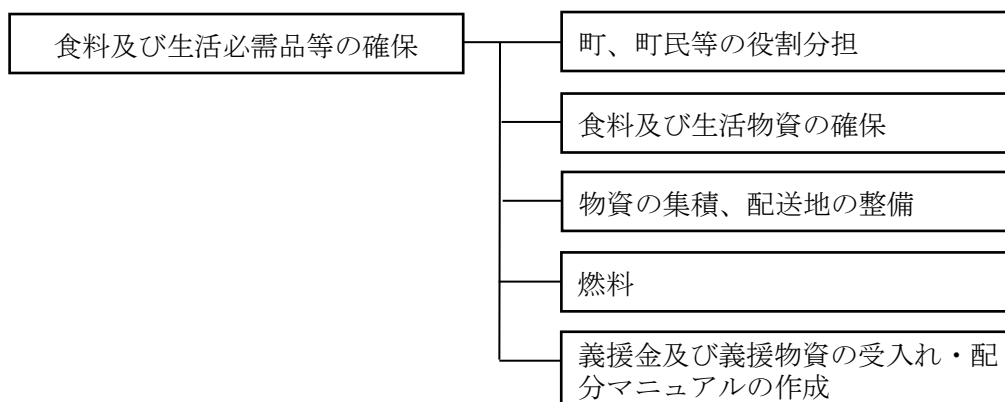 食料及び生活必需品等の確保
町、町民等の役割分担
食料及び生活物資の確保
物資の集積、配送地の整備
燃料
義援金及び義援物資の受入れ・配
分マニュアルの作成